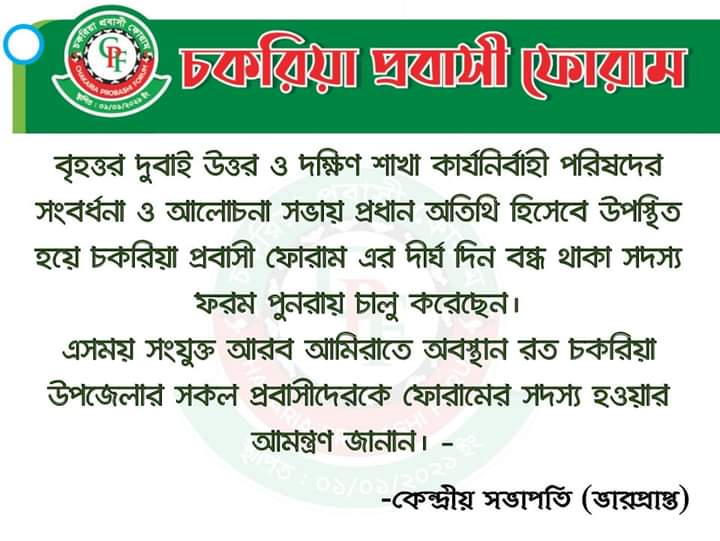 চকরিয়া প্রবাসী ফোরাম
CPF
CHAKARIA PROBASHI FORUM
স্থাপিত : ০১/০১/২০২১ ইং
চকরিয়া প্রবাসী ফোরাম
বৃহত্তর দুবাই উত্তর ও দক্ষিণ শাখা কার্যনির্বাহী পরিষদের
সংবর্ধনা ও আলোচনা সভায় প্রধান অতিথি হিসেবে উপস্থিত
হয়ে চকরিয়া প্রবাসী ফোরাম এর দীর্ঘ দিন বন্ধ থাকা সদস্য
ফরম পুনরায় চালু করেছেন।
এসময় সংযুক্ত আরব আমিরাতে অবস্থান রত চকরিয়া
উপজেলার সকল প্রবাসীদেরকে ফোরামের সদস্য হওয়ার
আমন্ত্রণ জানান। -
-কেন্দ্রীয় সভাপতি (ভারপ্রাপ্ত)